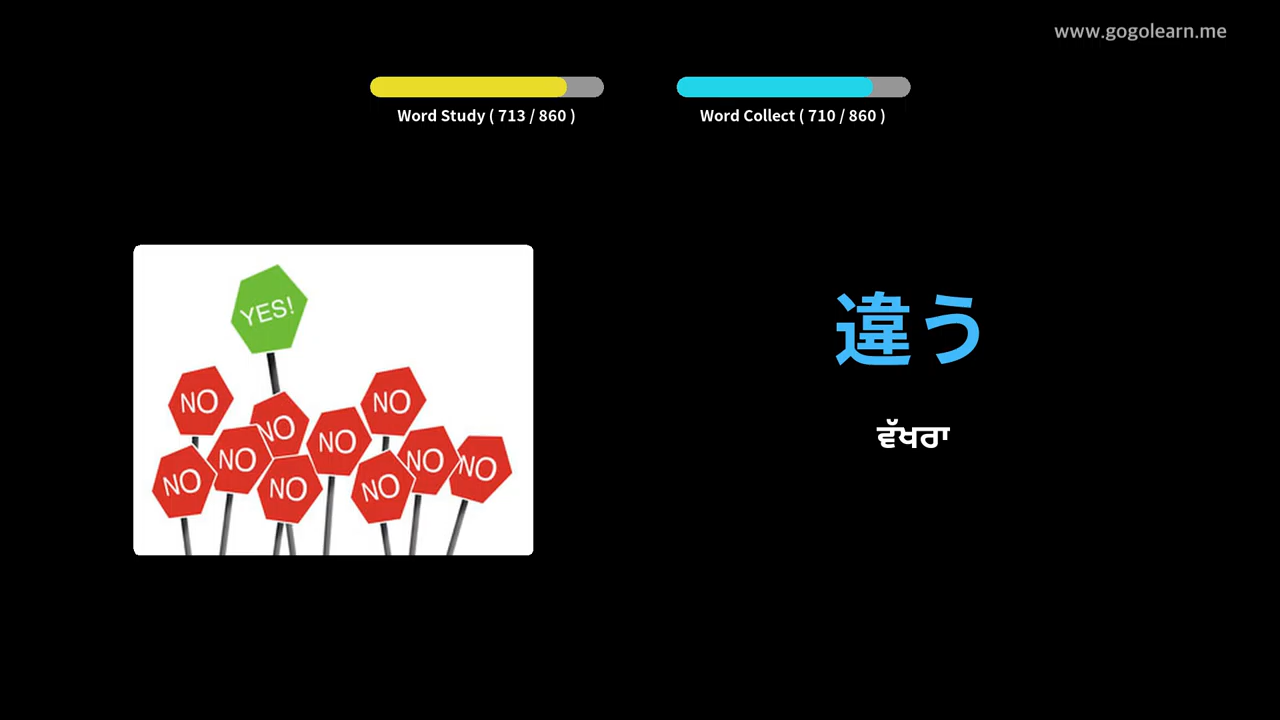 www.gogolearn.me
Word Study ( 713 / 860 )
Word Collect ( 710 / 860 )
YES!
NO
NO
NO
NO
NO
NO
NO
NO
NO
NO
違う
ਵੱਖਰਾ